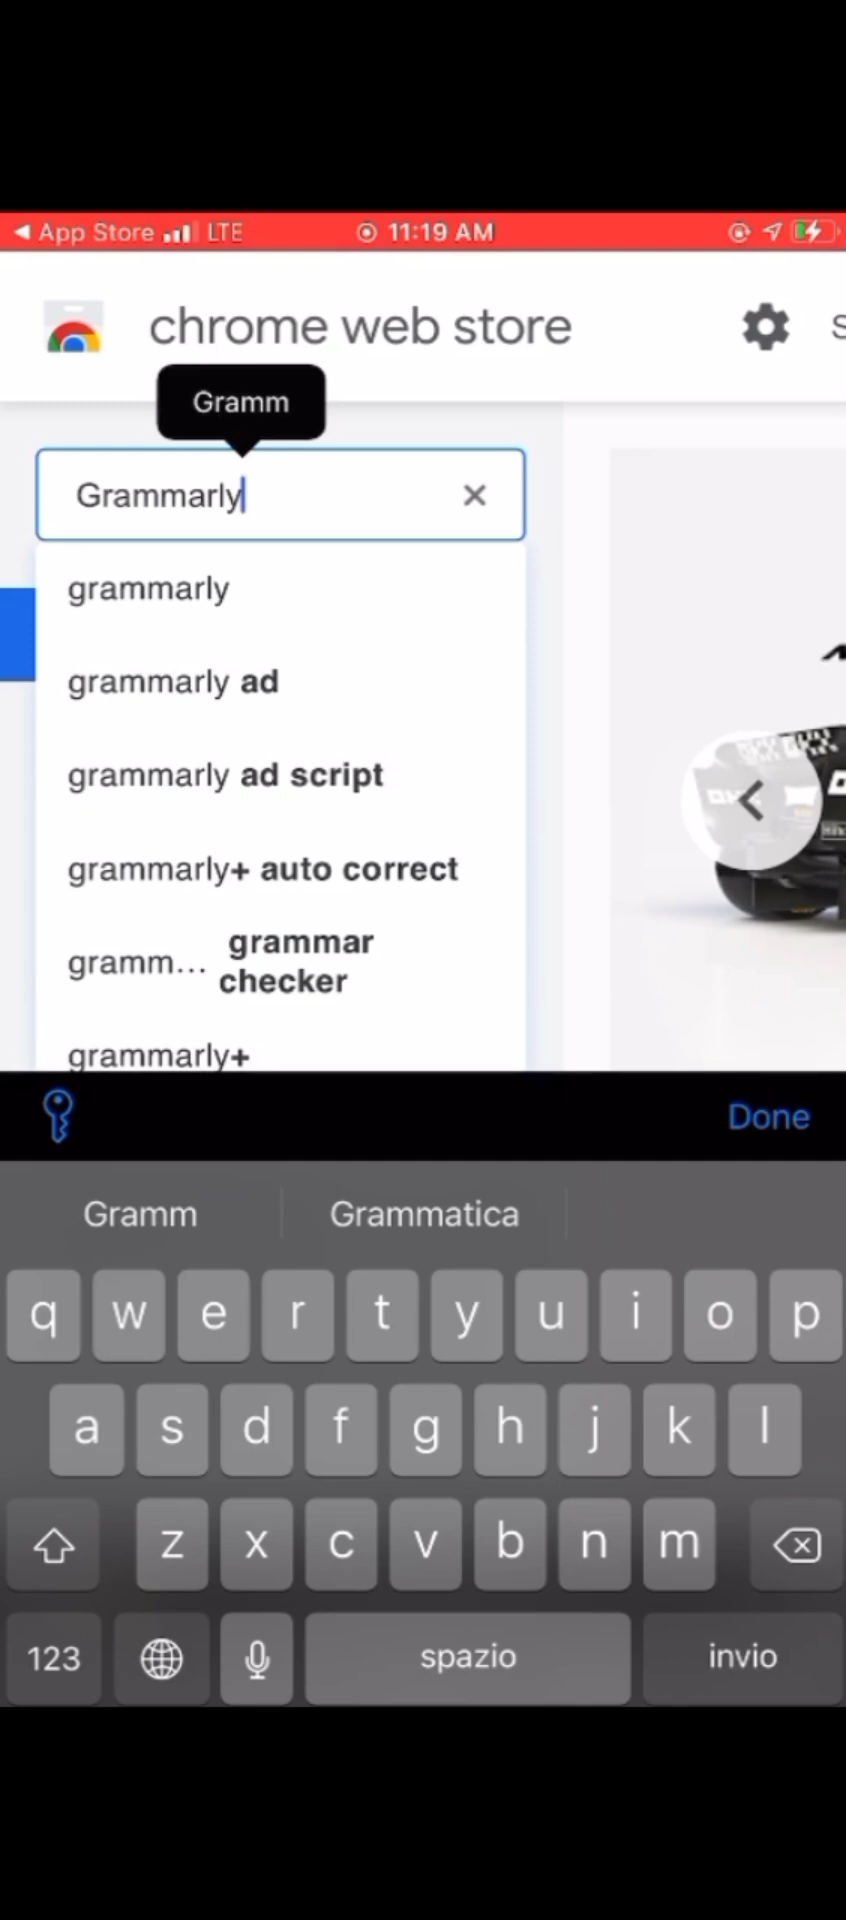 App Store LTE 11:19 AM
chrome web store
Gramm
Grammarly
grammarly
grammarly ad
grammarly ad script
grammarly+ auto correct
gramm... grammar
checker
grammarly+
Done
Gramm Grammatica
q w e r t y u i o p
a s d f g h j k l
z x c v b n m
123 spazio invio